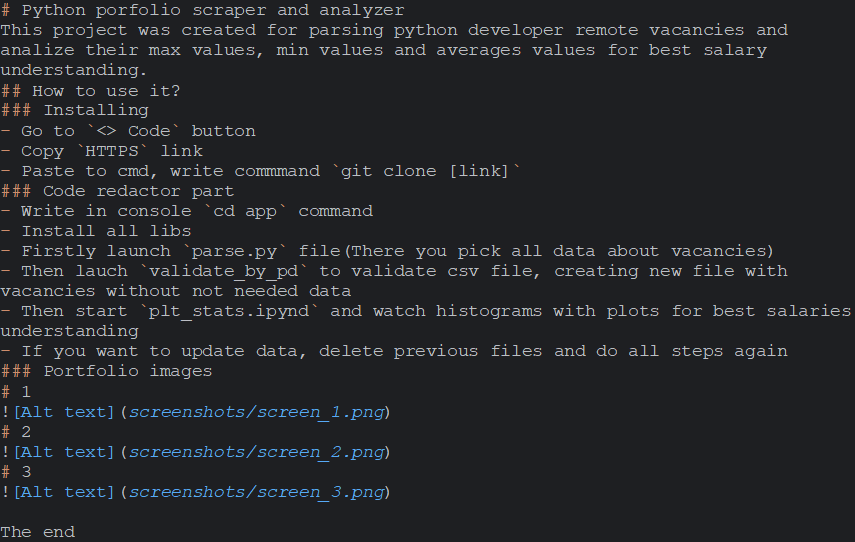 # Python porfolio scraper and analyzer
This project was created for parsing python developer remote vacancies and
analize their max values, min values and averages values for best salary
understanding.
## How to use it?
### Installing
- Go to `<> Code` button
- Copy `HTTPS` link
- Paste to cmd, write commmand `git clone [link]`
### Code redactor part
- Write in console `cd app` command
- Install all libs
- Firstly launch `parse.py` file(There you pick all data about vacancies)
- Then lauch `validate_by_pd` to validate csv file, creating new file with
vacancies without not needed data
- Then start `plt_stats.ipynd` and watch histograms with plots for best salaries
understanding
- If you want to update data, delete previous files and do all steps again
### Portfolio images
# 1
![Alt text](screenshots/screen_1.png)
# 2
![Alt text](screenshots/screen_2.png)
# 3
![Alt text](screenshots/screen_3.png)
The end